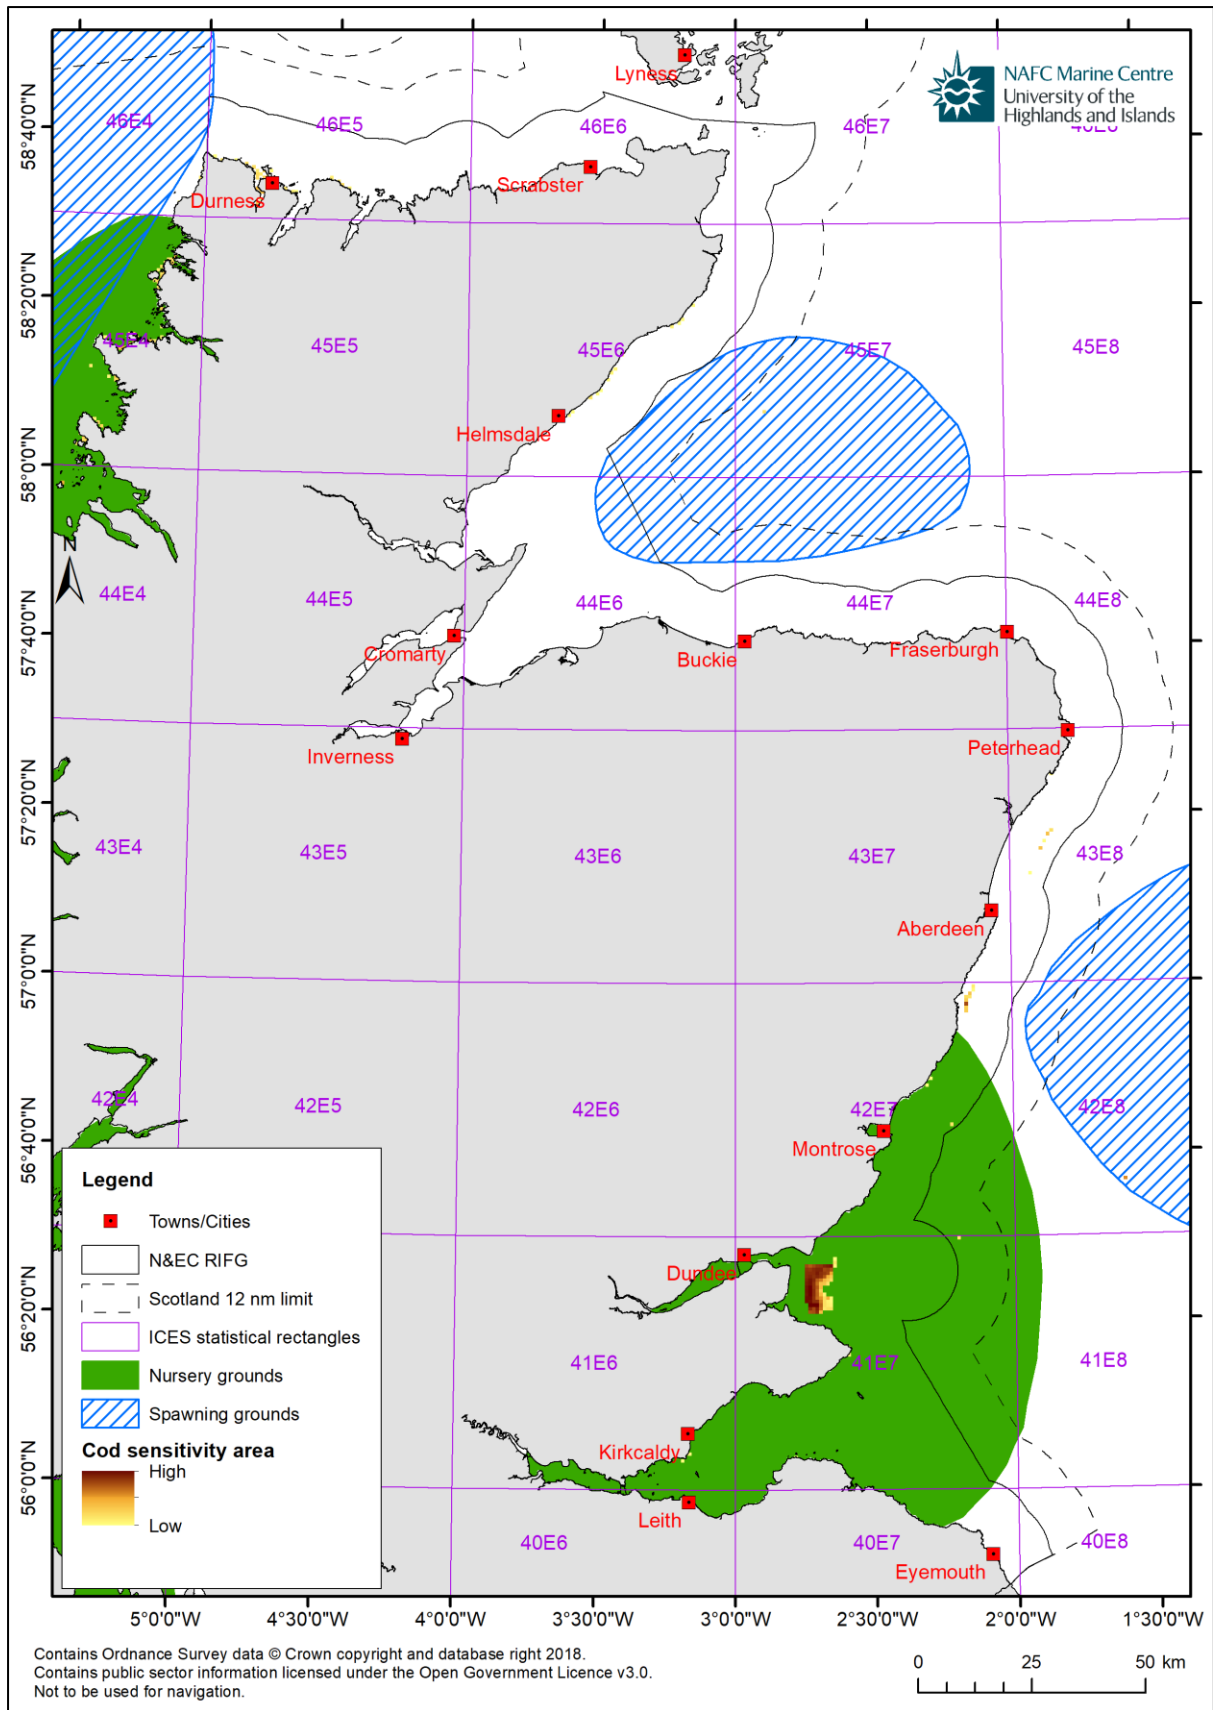 Lyness
NAFC Marine Centre
University of the
Highlands and Islands
46E4
46E5
46E6
46E7
46E8
58°40'0"N
Scrabster
Durness
58°20'0"N
45E4
45E5
45E6
45E7
45E8
Helmsdale
58°0'0"N
N
44E4
44E5
44E6
44E7
44E8
57°40'0"N
Cromarty
Buckie
Fraserburgh
Inverness
Peterhead
57°20'0"N
43E4
43E5
43E6
43E7
43E8
Aberdeen
57°0'0"N
42E4
42E5
42E6
42E7
42E8
56°40'0"N
Montrose
Legend
Towns/Cities
N&EC RIFG
Scotland 12 nm limit
ICES statistical rectangles
Nursery grounds
Spawning grounds
Cod sensitivity area
High
Low
Dundee
56°20'0"N
41E6
41E7
41E8
Kirkcaldy
56°0'0"N
Leith
40E6
40E7
40E8
Eyemouth
5°0'0"W
4°30'0"W
4°0'0"W
3°30'0"W
3°0'0"W
2°30'0"W
2°0'0"W
1°30'0"W
Contains Ordnance Survey data © Crown copyright and database right 2018.
Contains public sector information licensed under the Open Government Licence v3.0.
Not to be used for navigation.
0 25 50 km